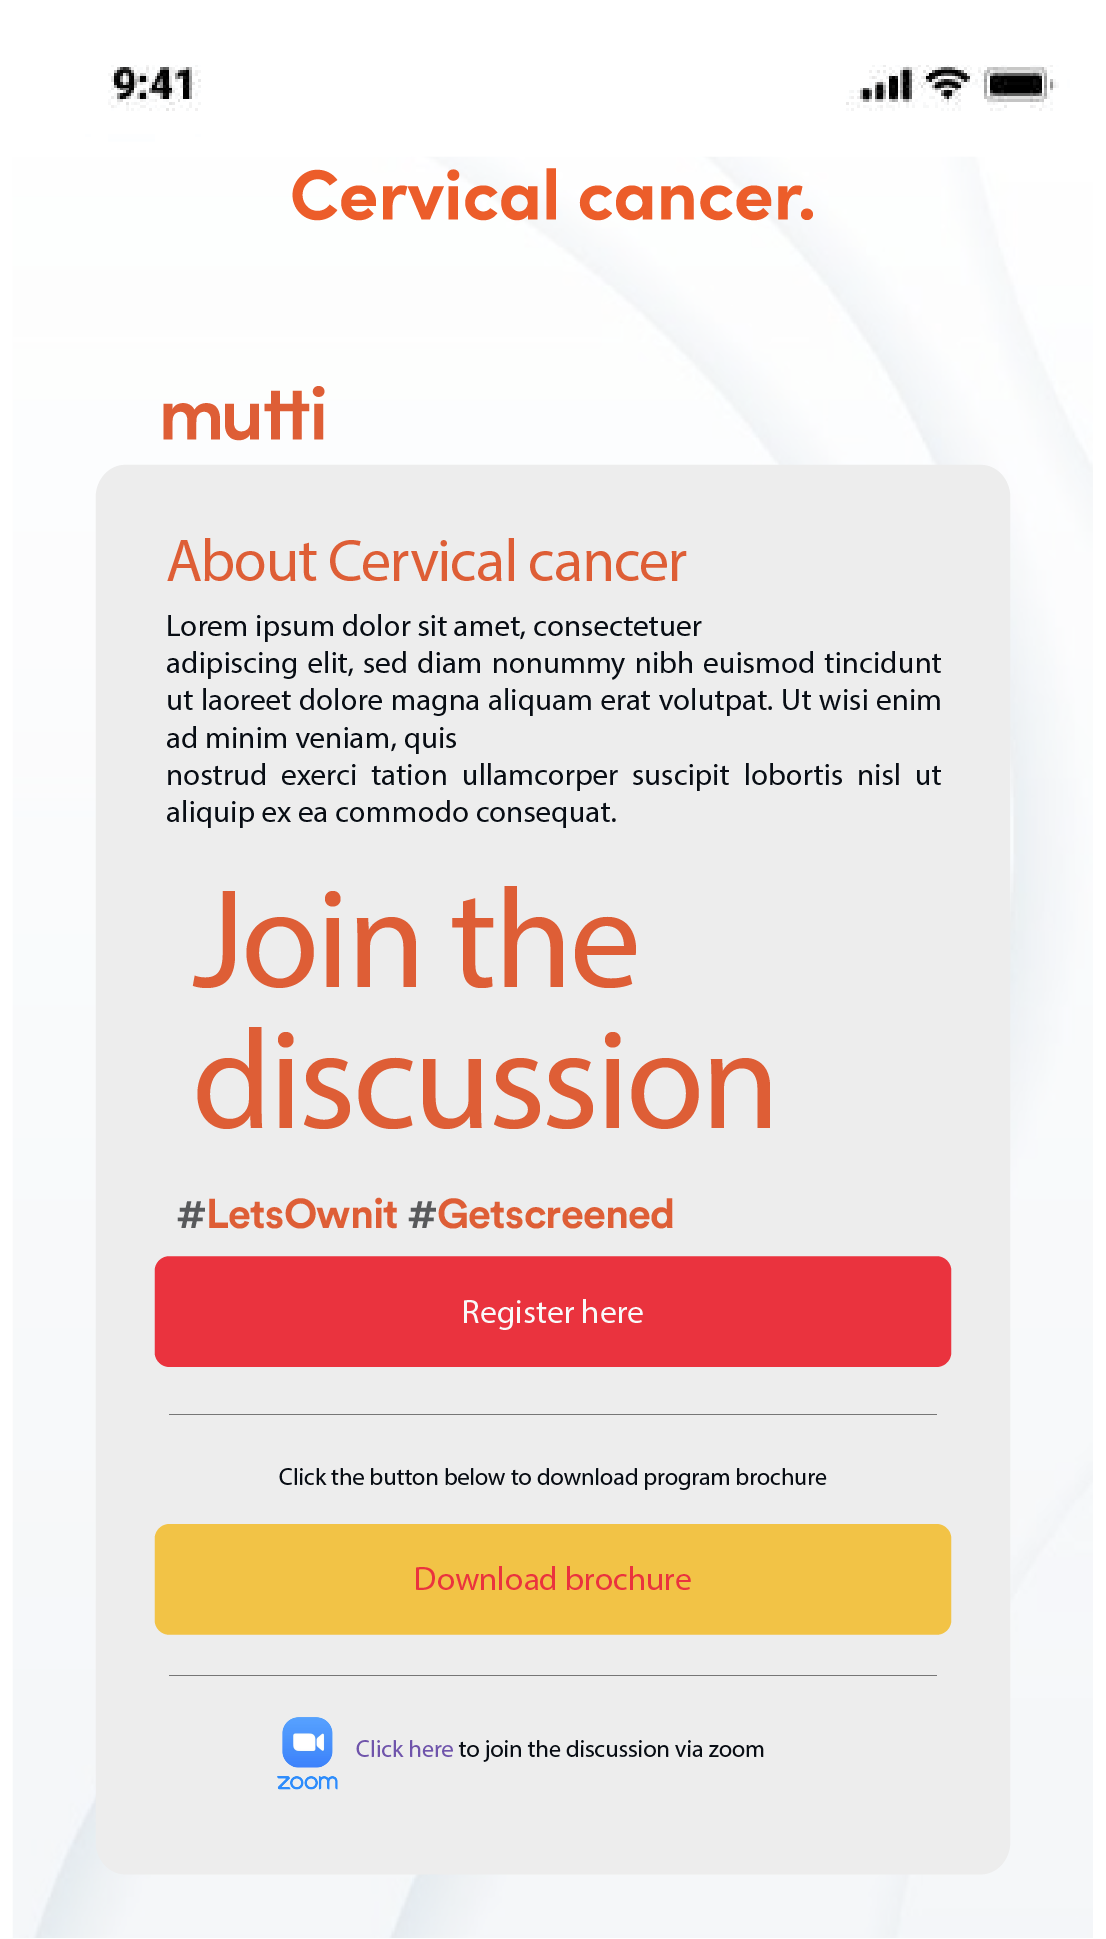 9:41
Cervical cancer.
mutti
About Cervical cancer
Lorem ipsum dolor sit amet, consectetuer
adipiscing elit, sed diam nonummy nibh euismod tincidunt
ut laoreet dolore magna aliquam erat volutpat. Ut wisi enim
ad minim veniam, quis
nostrud exerci tation ullamcorper suscipit lobortis nisl ut
aliquip ex ea commodo consequat.
Join the
discussion
#LetsOwnit #Getscreened
Register here
Click the button below to download program brochure
Download brochure
Click here to join the discussion via zoom
zoom